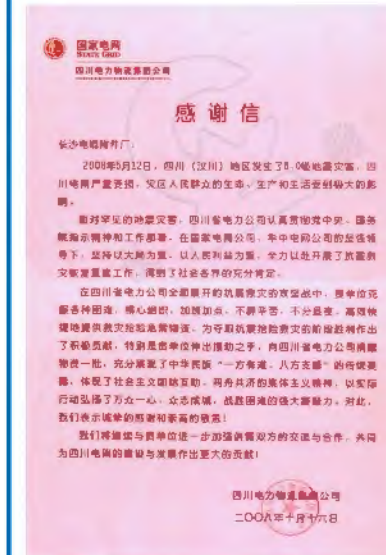 国家电网
STATE GRID
四川电力物流集团公司
感谢信
长沙电缆附件厂：
2008年5月12日，四川（汶川）地区发生了8.0级地震灾害，四
川电网严重受损，灾区人民群众的生命、生产和生活受到极大的影
响。
面对罕见的地震灾害，四川省电力公司认真贯彻党中央、国务
院指示精神和工作部署，在国家电网公司、华中电网公司的坚强领
导下，坚持以大局为重，以人民利益为重，全力以赴开展了抗震救
灾恢复重建工作，得到了社会各界的充分肯定。
在四川省电力公司全面展开的抗震救灾的攻坚战中，贵单位克
服各种困难，精心组织，加班加点，不辞辛苦，不分昼夜，高效快
捷地提供救灾抢险急需物资，为夺取抗震抢险救灾的阶段胜利作出
了积极贡献，特别是贵单位伸出援助之手，向四川省电力公司捐赠
物资一批，充分展现了中华民族“一方有难，八方支援”的传统美
德，体现了社会主义团结互助、同舟共济的集体主义精神，以实际
行动弘扬了万众一心、众志成城，战胜困难的强大凝聚力。对此，
我们表示诚挚的感谢和崇高的敬意！
我们将继续与贵单位进一步加强供需双方的交流与合作，共同
为四川电网的建设与发展作出更大的贡献！
四川电力物流集团公司
二〇〇八年十月十六日